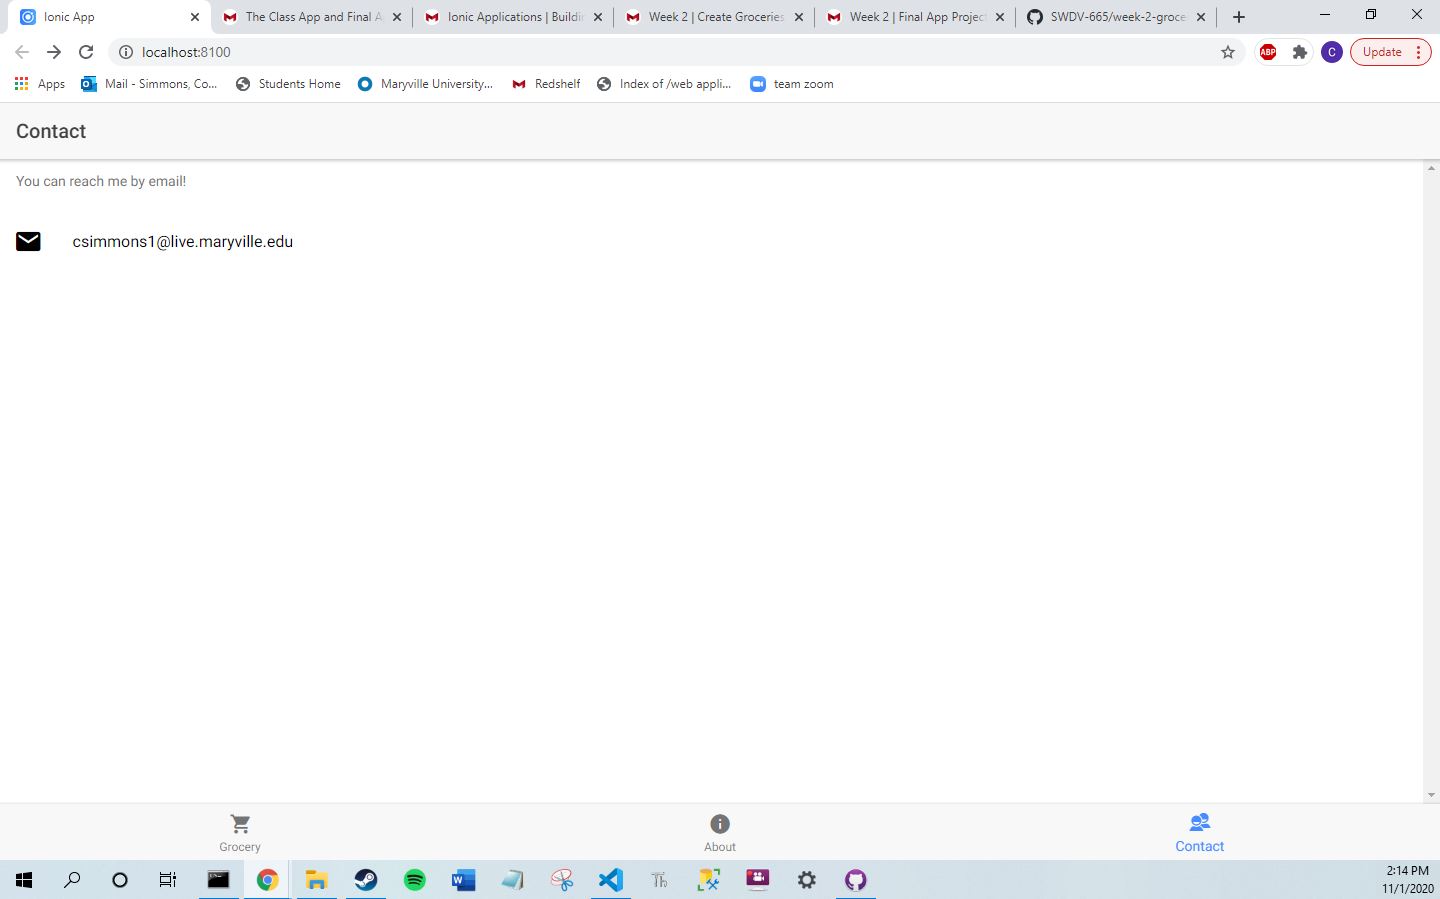 Ionic App
The Class App and Final A
Ionic Applications | Buildin
Week 2 | Create Groceries
Week 2 | Final App Project
SWDV-665/week-2-groce
localhost:8100
ABP
C
Update
Apps
Mail - Simmons, Co...
Students Home
Maryville University...
Redshelf
Index of /web appli...
team zoom
Contact
You can reach me by email!
csimmons1@live.maryville.edu
Grocery
About
Contact
2:14 PM
11/1/2020